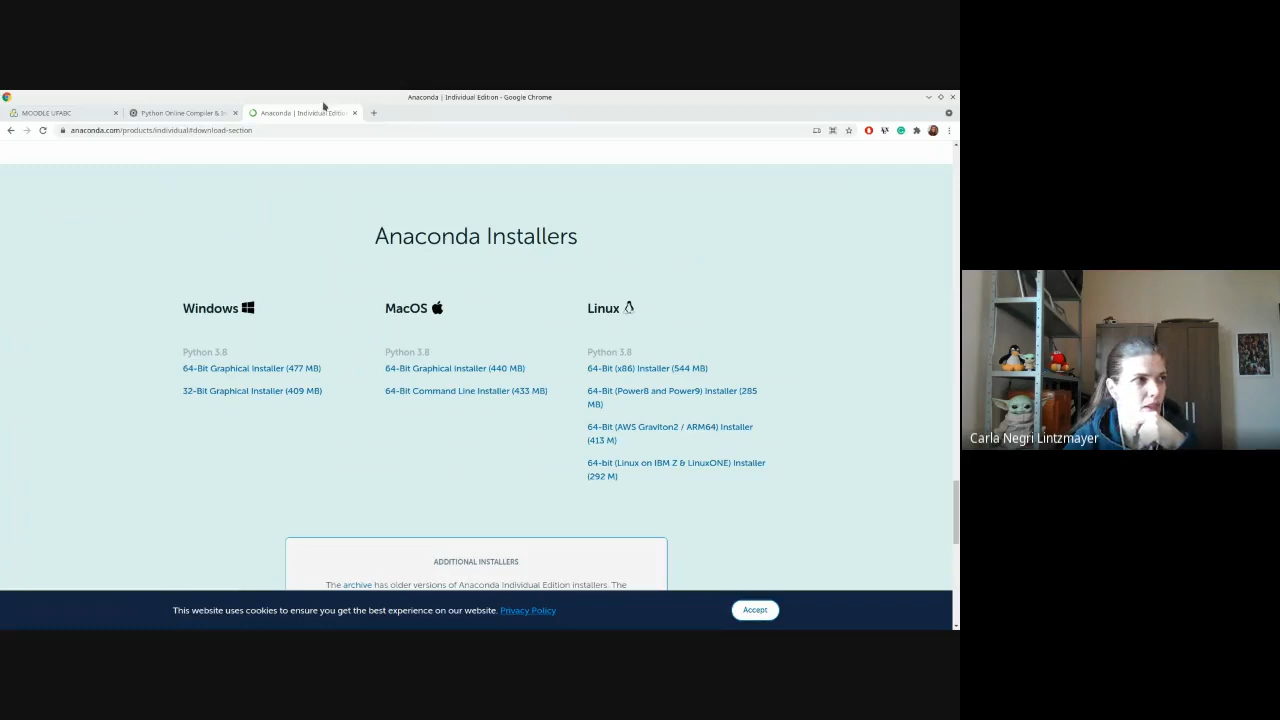 Anaconda | Individual Edition - Google Chrome
MOODLE UFABC
Python Online Compiler & In
Anaconda | Individual Editio
anaconda.com/products/individual#download-section
Anaconda Installers
Windows
MacOS
Linux
Python 3.8
Python 3.8
Python 3.8
64-Bit Graphical Installer (477 MB)
64-Bit Graphical Installer (440 MB)
64-Bit (x86) Installer (544 MB)
32-Bit Graphical Installer (409 MB)
64-Bit Command Line Installer (433 MB)
64-Bit (Power8 and Power9) Installer (285
MB)
64-Bit (AWS Graviton2 / ARM64) Installer
(413 M)
64-bit (Linux on IBM Z & LinuxONE) Installer
(292 M)
ADDITIONAL INSTALLERS
The archive has older versions of Anaconda Individual Edition installers. The
This website uses cookies to ensure you get the best experience on our website. Privacy Policy
Accept
Carla Negri Lintzmayer